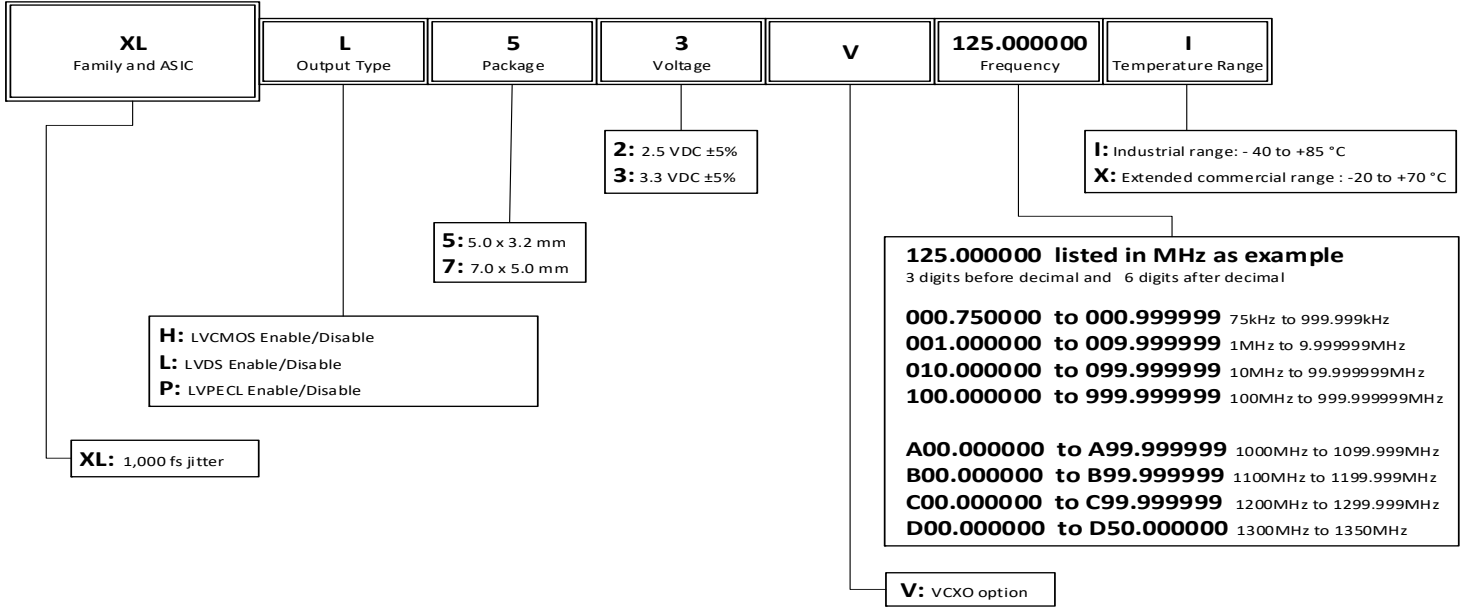 XL
Family and ASIC
L
Output Type
5
Package
3
Voltage
V
125.000000
Frequency
I
Temperature Range
2: 2.5 VDC ±5%
3: 3.3 VDC ±5%
I: Industrial range: - 40 to +85 °C
X: Extended commercial range : -20 to +70 °C
5: 5.0 x 3.2 mm
7: 7.0 x 5.0 mm
125.000000 listed in MHz as example
3 digits before decimal and 6 digits after decimal
000.750000 to 000.999999 75kHz to 999.999kHz
001.000000 to 009.999999 1MHz to 9.999999MHz
010.000000 to 099.999999 10MHz to 99.999999MHz
100.000000 to 999.999999 100MHz to 999.999999MHz
A00.000000 to A99.999999 1000MHz to 1099.999MHz
B00.000000 to B99.999999 1100MHz to 1199.999MHz
C00.000000 to C99.999999 1200MHz to 1299.999MHz
D00.000000 to D50.000000 1300MHz to 1350MHz
H: LVCMOS Enable/Disable
L: LVDS Enable/Disable
P: LVPECL Enable/Disable
XL: 1,000 fs jitter
V: VCXO option